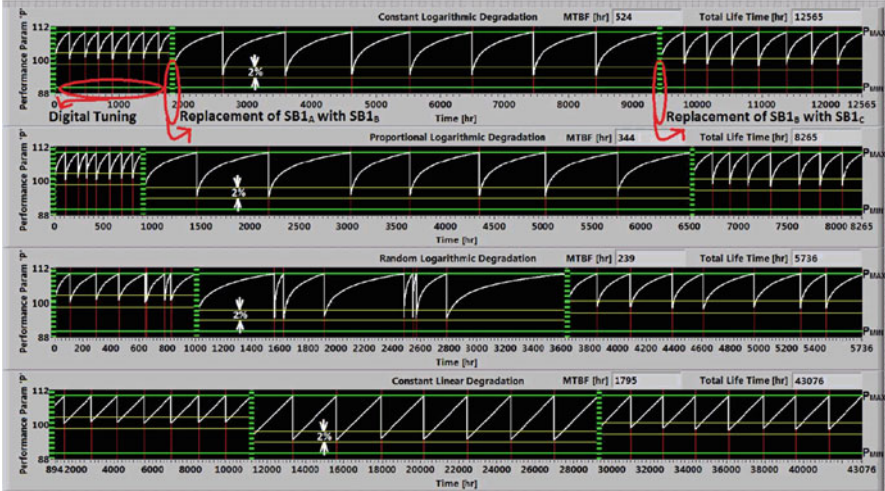 Constant Logarithmic Degradation MTBF [hr] 524 Total Life Time [hr] 12565
Performance Param 'P'
112
100
88
PMAX
PMIN
2%
0 1000 2000 3000 4000 5000 6000 7000 8000 9000 10000 11000 12000 12565
Digital Tuning
Replacement of SB1A with SB1B
Replacement of SB1B with SB1C
Time [hr]
Proportional Logarithmic Degradation MTBF [hr] 344 Total Life Time [hr] 8265
Performance Param 'P'
112
100
88
PMAX
PMIN
2%
0 500 1000 1500 2000 2500 3000 3500 4000 4500 5000 5500 6000 6500 7000 7500 8000 8265
Time [hr]
Random Logarithmic Degradation MTBF [hr] 239 Total Life Time [hr] 5736
Performance Param 'P'
112
100
88
PMAX
PMIN
2%
0 200 400 600 800 1000 1200 1400 1600 1800 2000 2200 2400 2600 2800 3000 3200 3400 3600 3800 4000 4200 4400 4600 4800 5000 5200 5400 5736
Time [hr]
Constant Linear Degradation MTBF [hr] 1795 Total Life Time [hr] 43076
Performance Param 'P'
112
100
88
PMAX
PMIN
2%
894 2000 4000 6000 8000 10000 12000 14000 16000 18000 20000 22000 24000 26000 28000 30000 32000 34000 36000 38000 40000 43076
Time [hr]